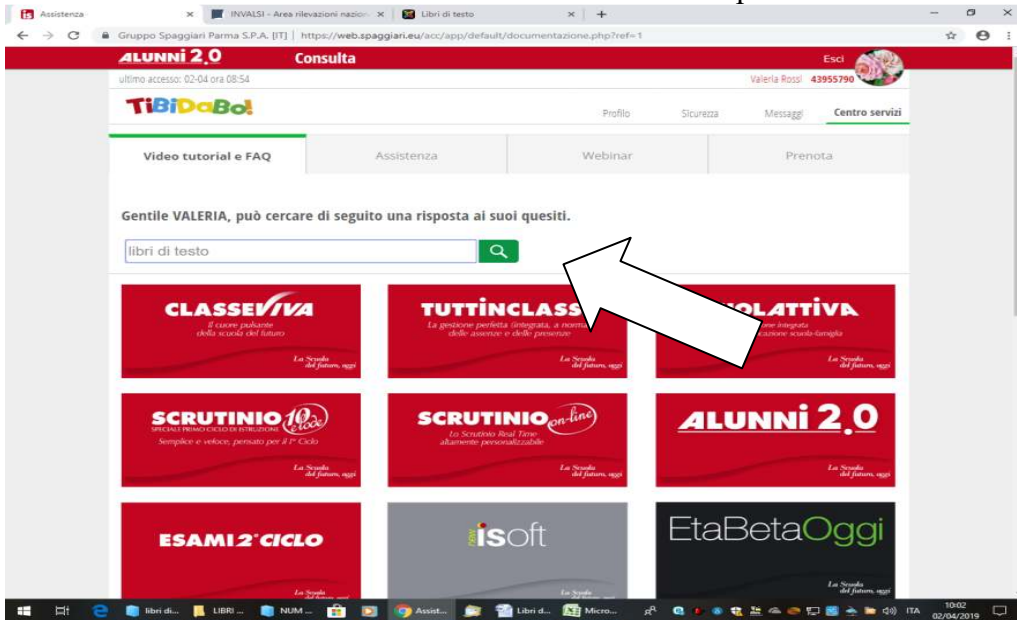 Assistenza
INVALSI - Area rilevazioni nazion
Libri di testo
Gruppo Spaggiari Parma S.P.A. [IT] | https://web.spaggiari.eu/acc/app/default/documentazione.php?ref=1
ALUNNI 2.0 Consulta Esci
ultimo accesso: 02-04 ora 08:54 Valeria Rossi 43955790
TiBiDaBo!
Profilo Sicurezza Messaggi Centro servizi
Video tutorial e FAQ Assistenza Webinar Prenota
Gentile VALERIA, può cercare di seguito una risposta ai suoi quesiti.
libri di testo
CLASSEVIVA
Il cuore pulsante
della scuola del futuro
La Scuola
del futuro, oggi
TUTTINCLASS
La gestione perfetta (integrata, a norma
delle assenze e delle presenze
La Scuola
del futuro, oggi
OLATTIVA
one integrata
cazione scuola-famiglia
La Scuola
del futuro, oggi
SCRUTINIO 10 e lode
SPECIALE PRIMO CICLO DI ISTRUZIONE
Semplice e veloce, pensato per il I° Ciclo
La Scuola
del futuro, oggi
SCRUTINIO on-line
Lo Scrutinio Real Time
altamente personalizzabile
La Scuola
del futuro, oggi
ALUNNI 2.0
La Scuola
del futuro, oggi
ESAMI 2° CICLO
La Scuola
new isoft
EtaBetaOggi
La Scuola
del futuro, oggi
libri di... LIBRI ... NUM ... Assist... Libri d... Micro... ITA 10:02
02/04/2019